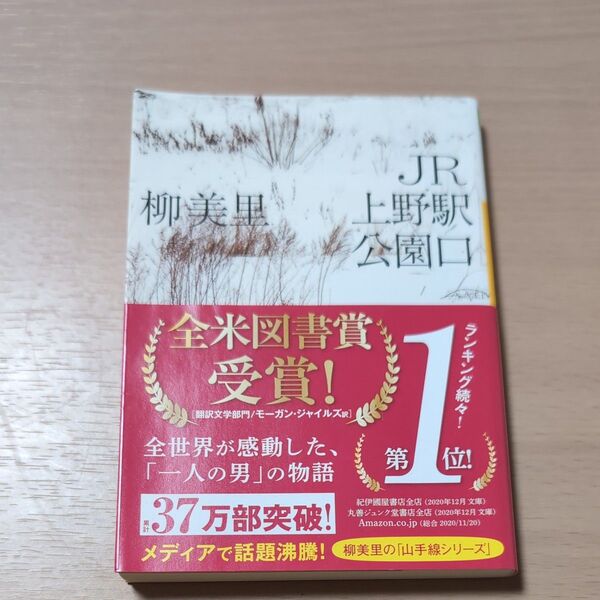 JR
上野駅
公園口
柳美里
全米図書賞
受賞！
［翻訳文学部門/モーガン・ジャイルズ訳］
全世界が感動した、
「一人の男」の物語
累計37万部突破！
メディアで話題沸騰！
ランキング続々！
第1位！
紀伊國屋書店全店（2020年12月 文庫）
丸善ジュンク堂書店全店（2020年12月 文庫）
Amazon.co.jp（総合 2020/11/20）
柳美里の「山手線シリーズ」